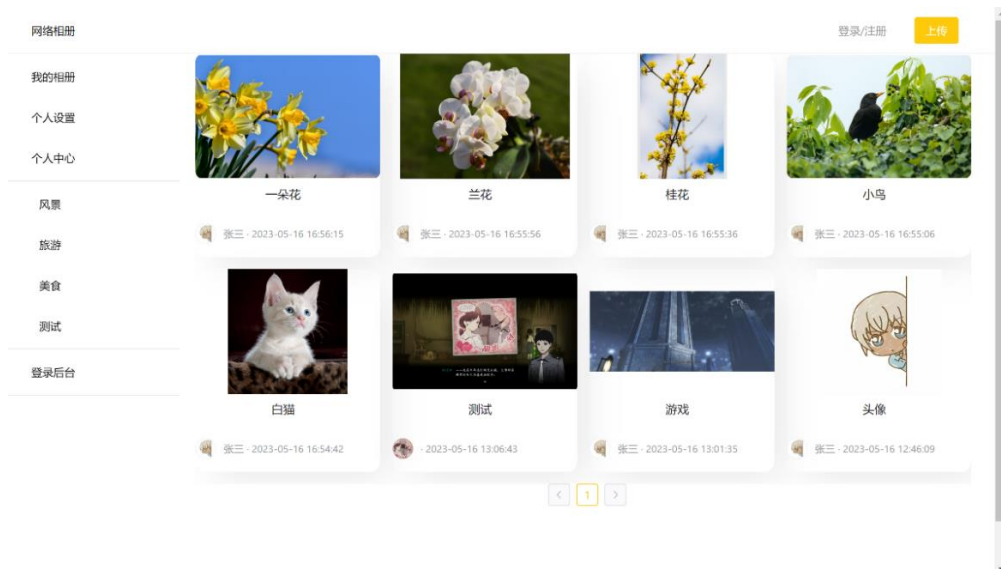 网络相册
登录/注册
上传
我的相册
个人设置
个人中心
风景
旅游
美食
测试
登录后台
一朵花
兰花
桂花
小鸟
张三 · 2023-05-16 16:56:15
张三 · 2023-05-16 16:55:56
张三 · 2023-05-16 16:55:36
张三 · 2023-05-16 16:55:06
白猫
测试
游戏
头像
张三 · 2023-05-16 16:54:42
· 2023-05-16 13:06:43
张三 · 2023-05-16 13:01:35
张三 · 2023-05-16 12:46:09
1